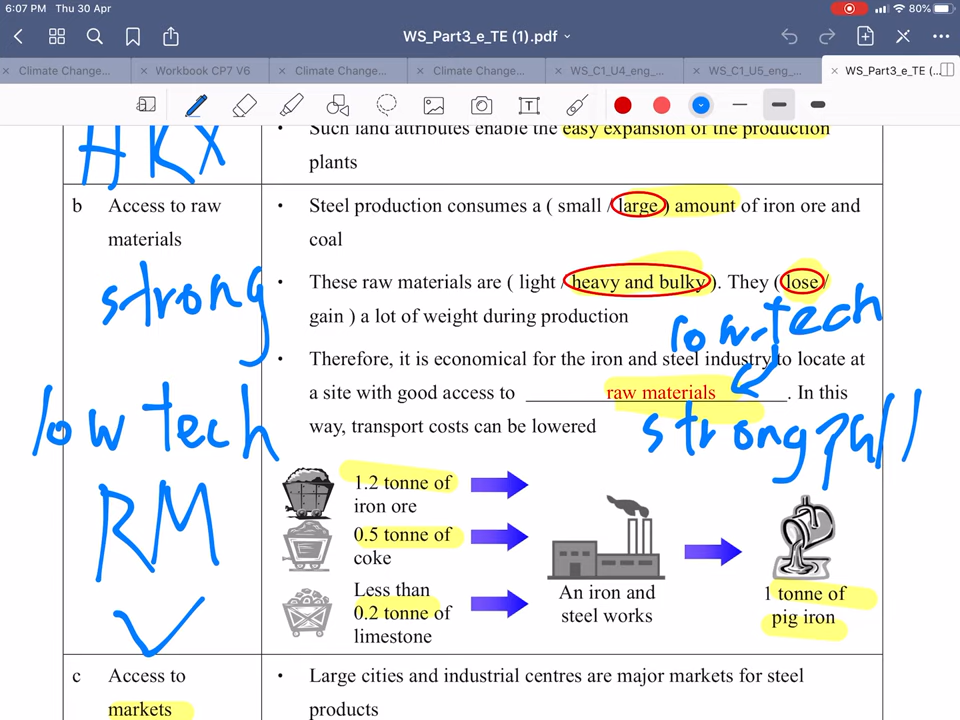 6:07 PM Thu 30 Apr
80%
WS_Part3_e_TE (1).pdf
Climate Change...
Workbook CP7 V6
Climate Change...
Climate Change...
WS_C1_U4_eng_...
WS_C1_U5_eng_...
WS_Part3_e_TE (...
HKX
• Such land attributes enable the easy expansion of the production
plants
b Access to raw
materials
strong
low tech
RM
• Steel production consumes a ( small / large ) amount of iron ore and
coal
• These raw materials are ( light / heavy and bulky ). They ( lose /
gain ) a lot of weight during production
low-tech
• Therefore, it is economical for the iron and steel industry to locate at
a site with good access to raw materials. In this
way, transport costs can be lowered
strong pull
1.2 tonne of
iron ore
0.5 tonne of
coke
Less than
0.2 tonne of
limestone
An iron and
steel works
1 tonne of
pig iron
c Access to
markets
• Large cities and industrial centres are major markets for steel
products